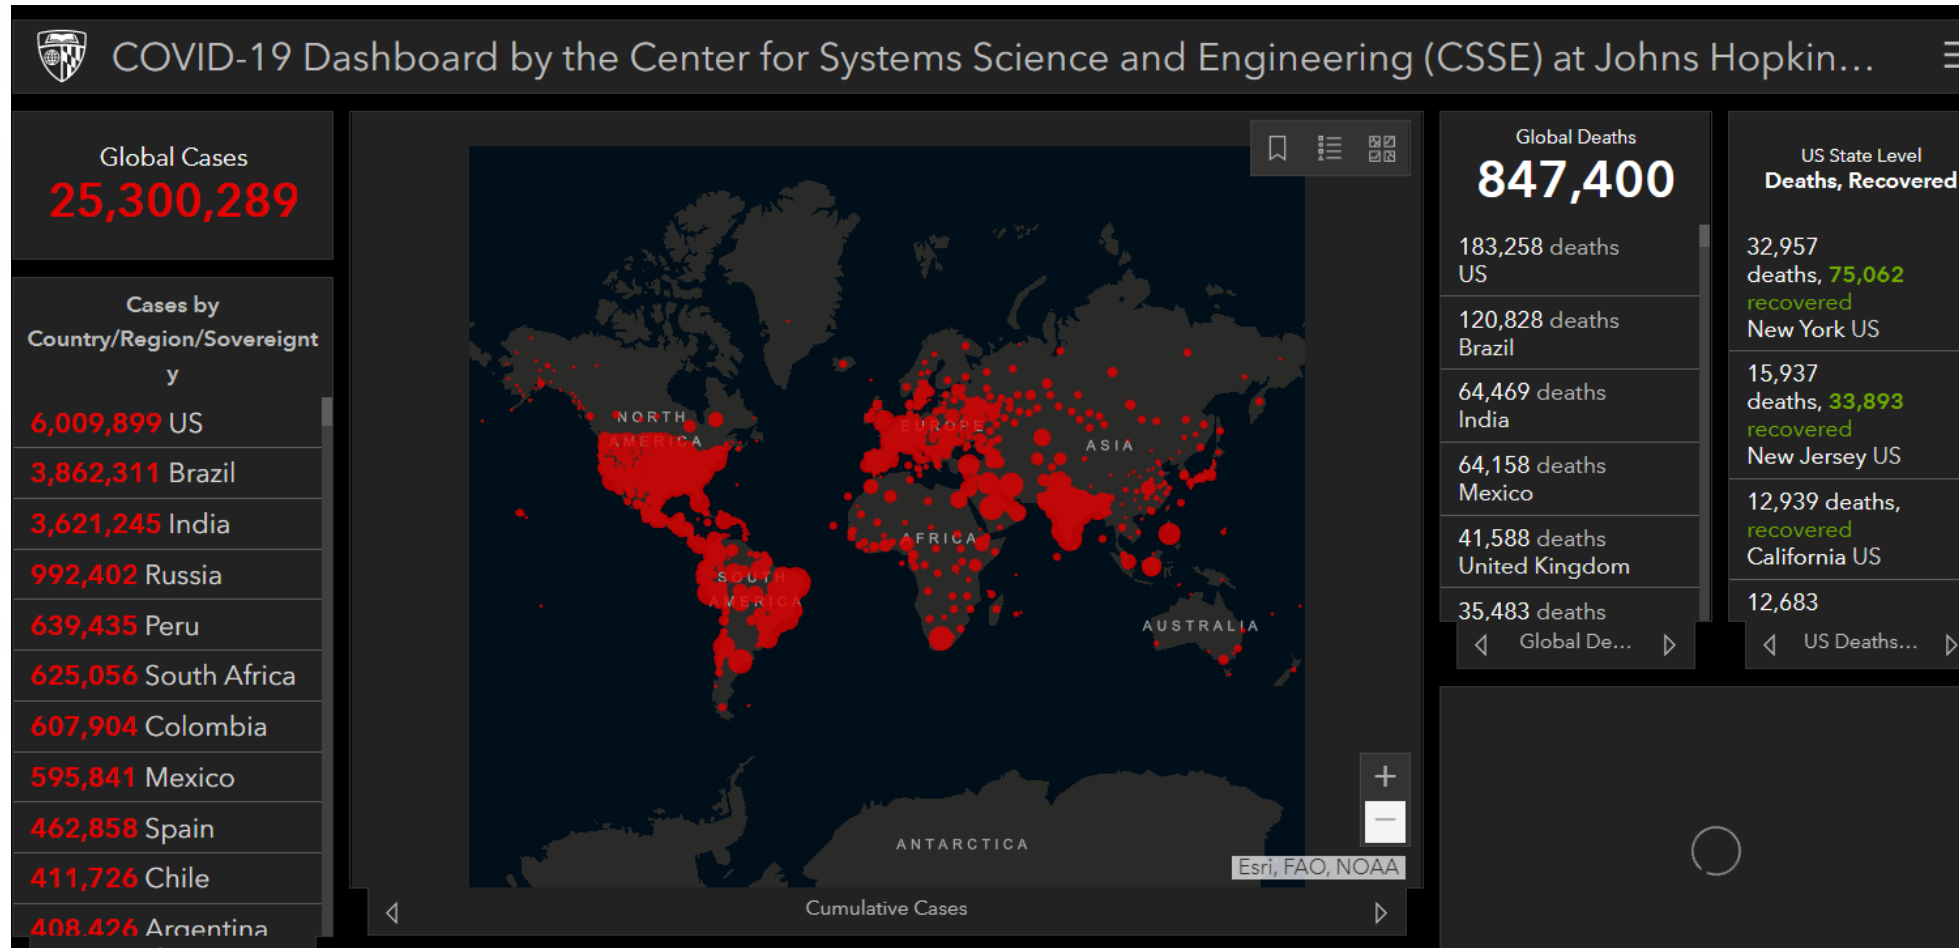 COVID-19 Dashboard by the Center for Systems Science and Engineering (CSSE) at Johns Hopkin...
Global Cases
25,300,289
Cases by
Country/Region/Sovereignt
y
6,009,899 US
3,862,311 Brazil
3,621,245 India
992,402 Russia
639,435 Peru
625,056 South Africa
607,904 Colombia
595,841 Mexico
462,858 Spain
411,726 Chile
408,426 Argentina
NORTH
AMERICA
EUROPE
ASIA
AFRICA
SOUTH
AMERICA
AUSTRALIA
ANTARCTICA
Esri, FAO, NOAA
Cumulative Cases
Global Deaths
847,400
183,258 deaths
US
120,828 deaths
Brazil
64,469 deaths
India
64,158 deaths
Mexico
41,588 deaths
United Kingdom
35,483 deaths
Global De...
US State Level
Deaths, Recovered
32,957
deaths, 75,062
recovered
New York US
15,937
deaths, 33,893
recovered
New Jersey US
12,939 deaths,
recovered
California US
12,683
US Deaths...